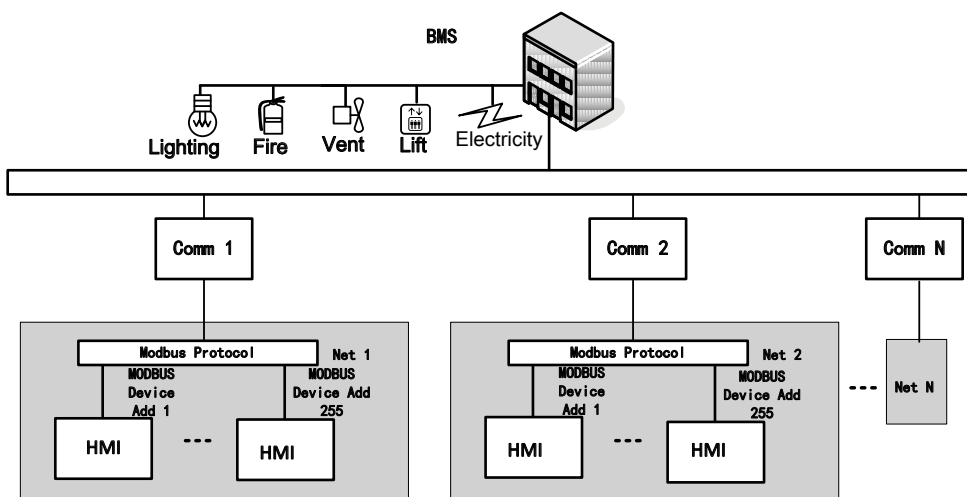 BMS
Lighting
Fire
Vent
Lift
Electricity
Comm 1
Comm 2
Comm N
Modbus Protocol
Net 1
MODBUS
Device
Add 1
MODBUS
Device Add
255
HMI
HMI
Modbus Protocol
Net 2
MODBUS
Device
Add 1
MODBUS
Device Add
255
HMI
HMI
Net N